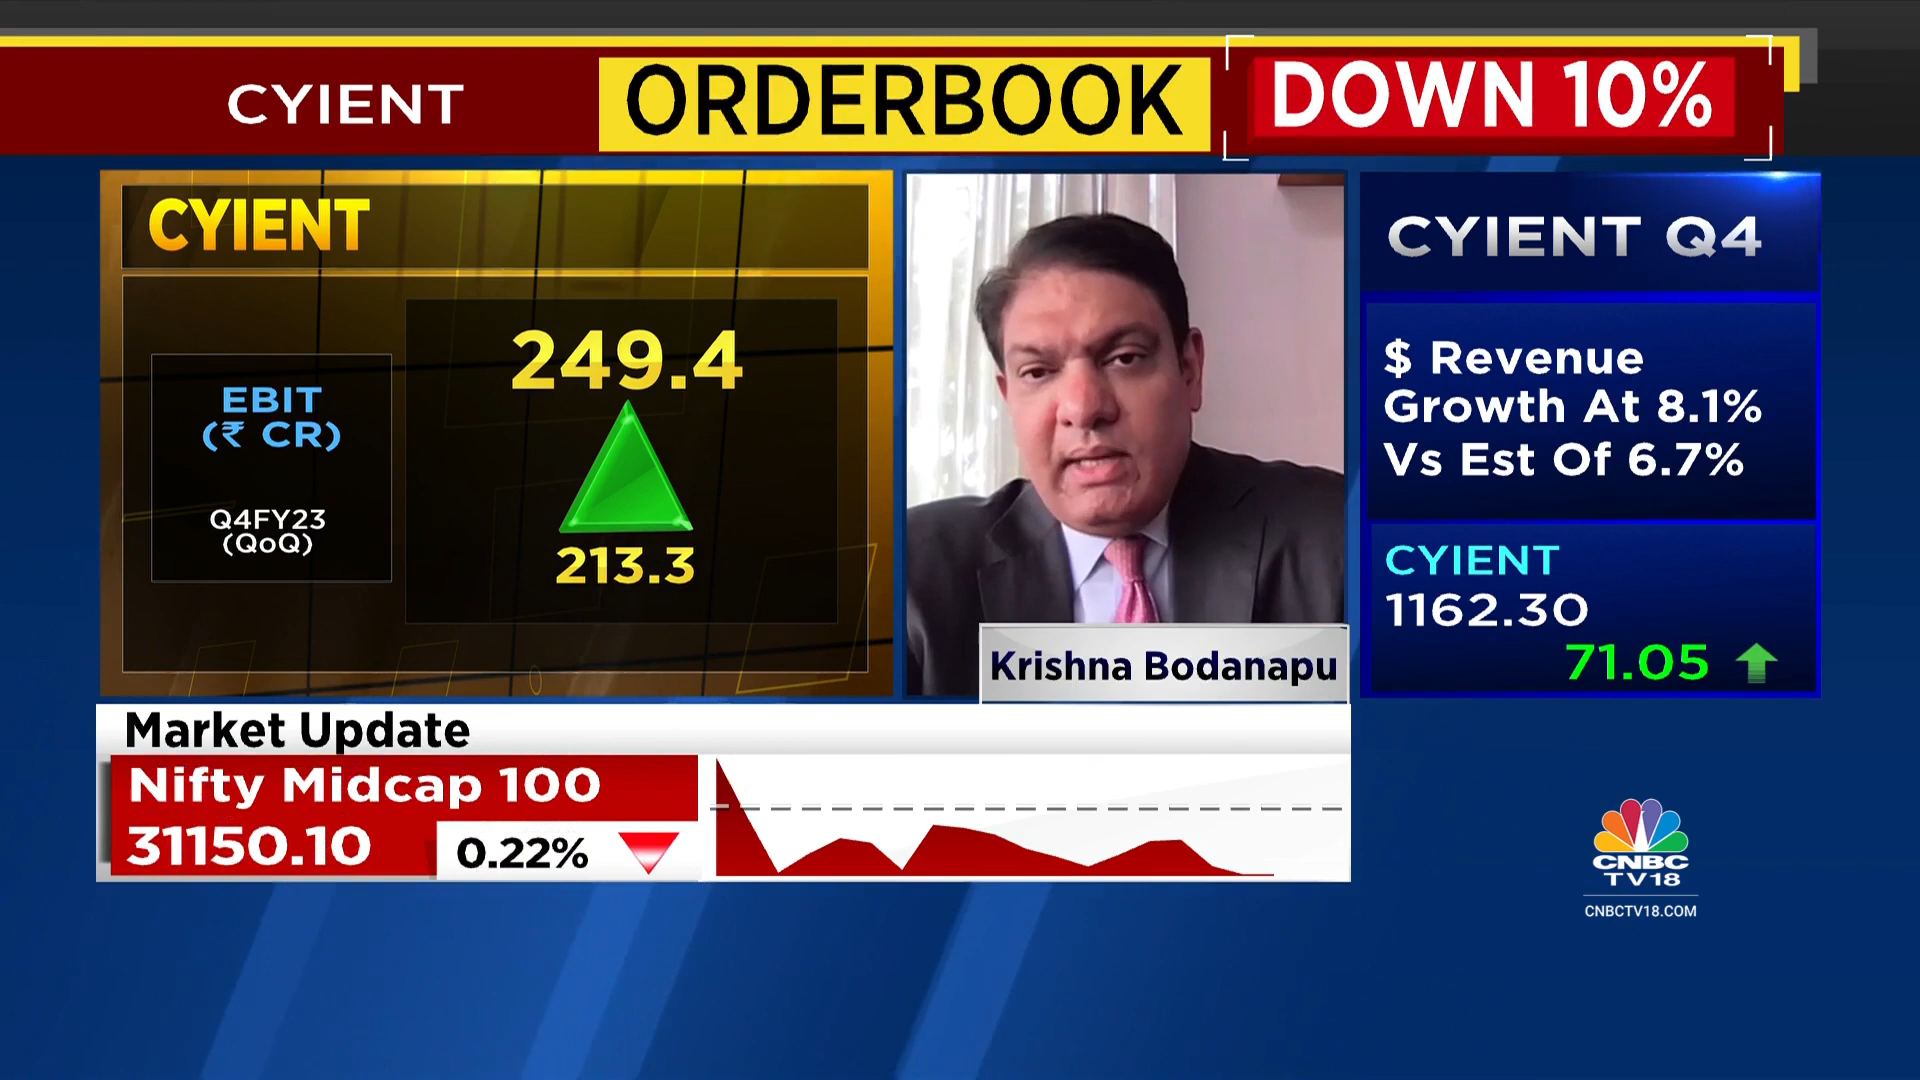 CYIENT
ORDERBOOK
DOWN 10%
CYIENT
EBIT
(₹ CR)
Q4FY23
(QoQ)
249.4
213.3
Krishna Bodanapu
CYIENT Q4
$ Revenue
Growth At 8.1%
Vs Est Of 6.7%
CYIENT
1162.30
71.05
Market Update
Nifty Midcap 100
31150.10
0.22%
CNBC
TV18
CNBCTV18.COM